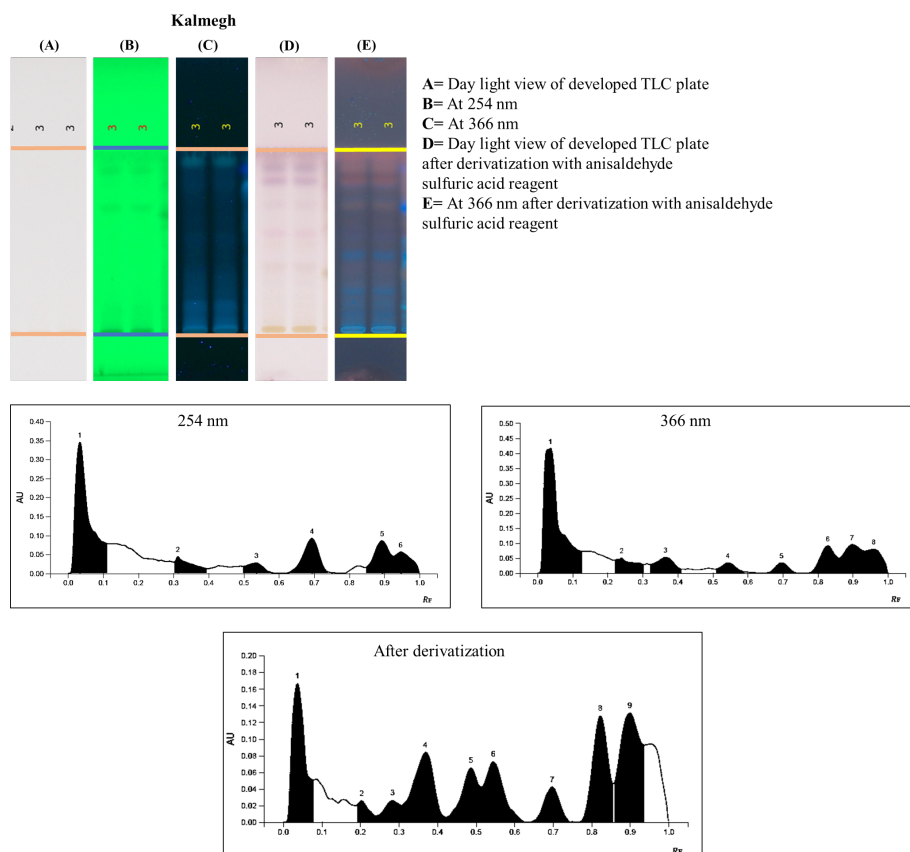 Kalmegh
(A) (B) (C) (D) (E)
3 3 3 3 3 3 3 3 3 3
A= Day light view of developed TLC plate
B= At 254 nm
C= At 366 nm
D= Day light view of developed TLC plate
after derivatization with anisaldehyde
sulfuric acid reagent
E= At 366 nm after derivatization with anisaldehyde
sulfuric acid reagent
254 nm
0.40
0.35
0.30
0.25
0.20
0.15
0.10
0.05
0.00
AU
1 2 3 4 5 6
0.0 0.1 0.2 0.3 0.4 0.5 0.6 0.7 0.8 0.9 1.0
RF
366 nm
0.50
0.45
0.40
0.35
0.30
0.25
0.20
0.15
0.10
0.05
0.00
AU
1 2 3 4 5 6 7 8
0.0 0.1 0.2 0.3 0.4 0.5 0.6 0.7 0.8 0.9 1.0
RF
After derivatization
0.20
0.18
0.16
0.14
0.12
0.10
0.08
0.06
0.04
0.02
0.00
AU
1 2 3 4 5 6 7 8 9
0.0 0.1 0.2 0.3 0.4 0.5 0.6 0.7 0.8 0.9 1.0
RF